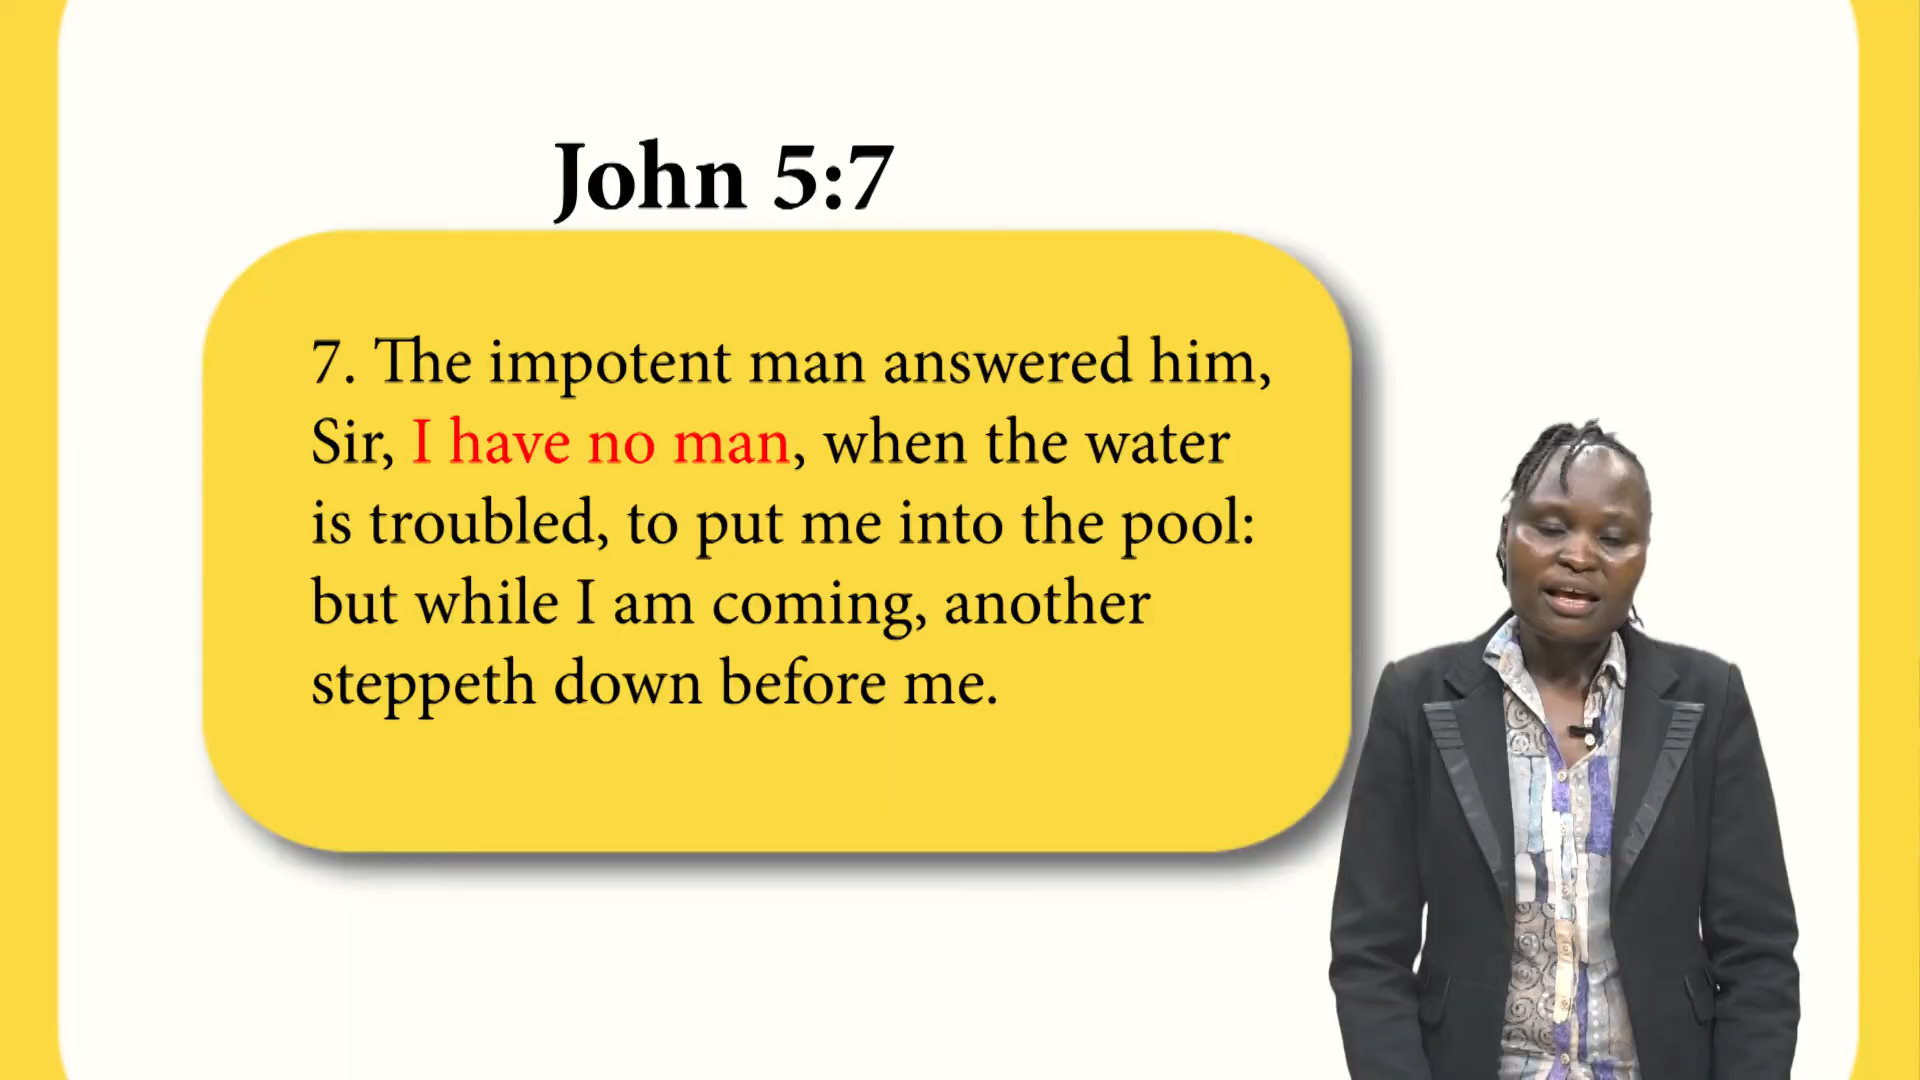 John 5:7
7. The impotent man answered him,
Sir, I have no man, when the water
is troubled, to put me into the pool:
but while I am coming, another
steppeth down before me.